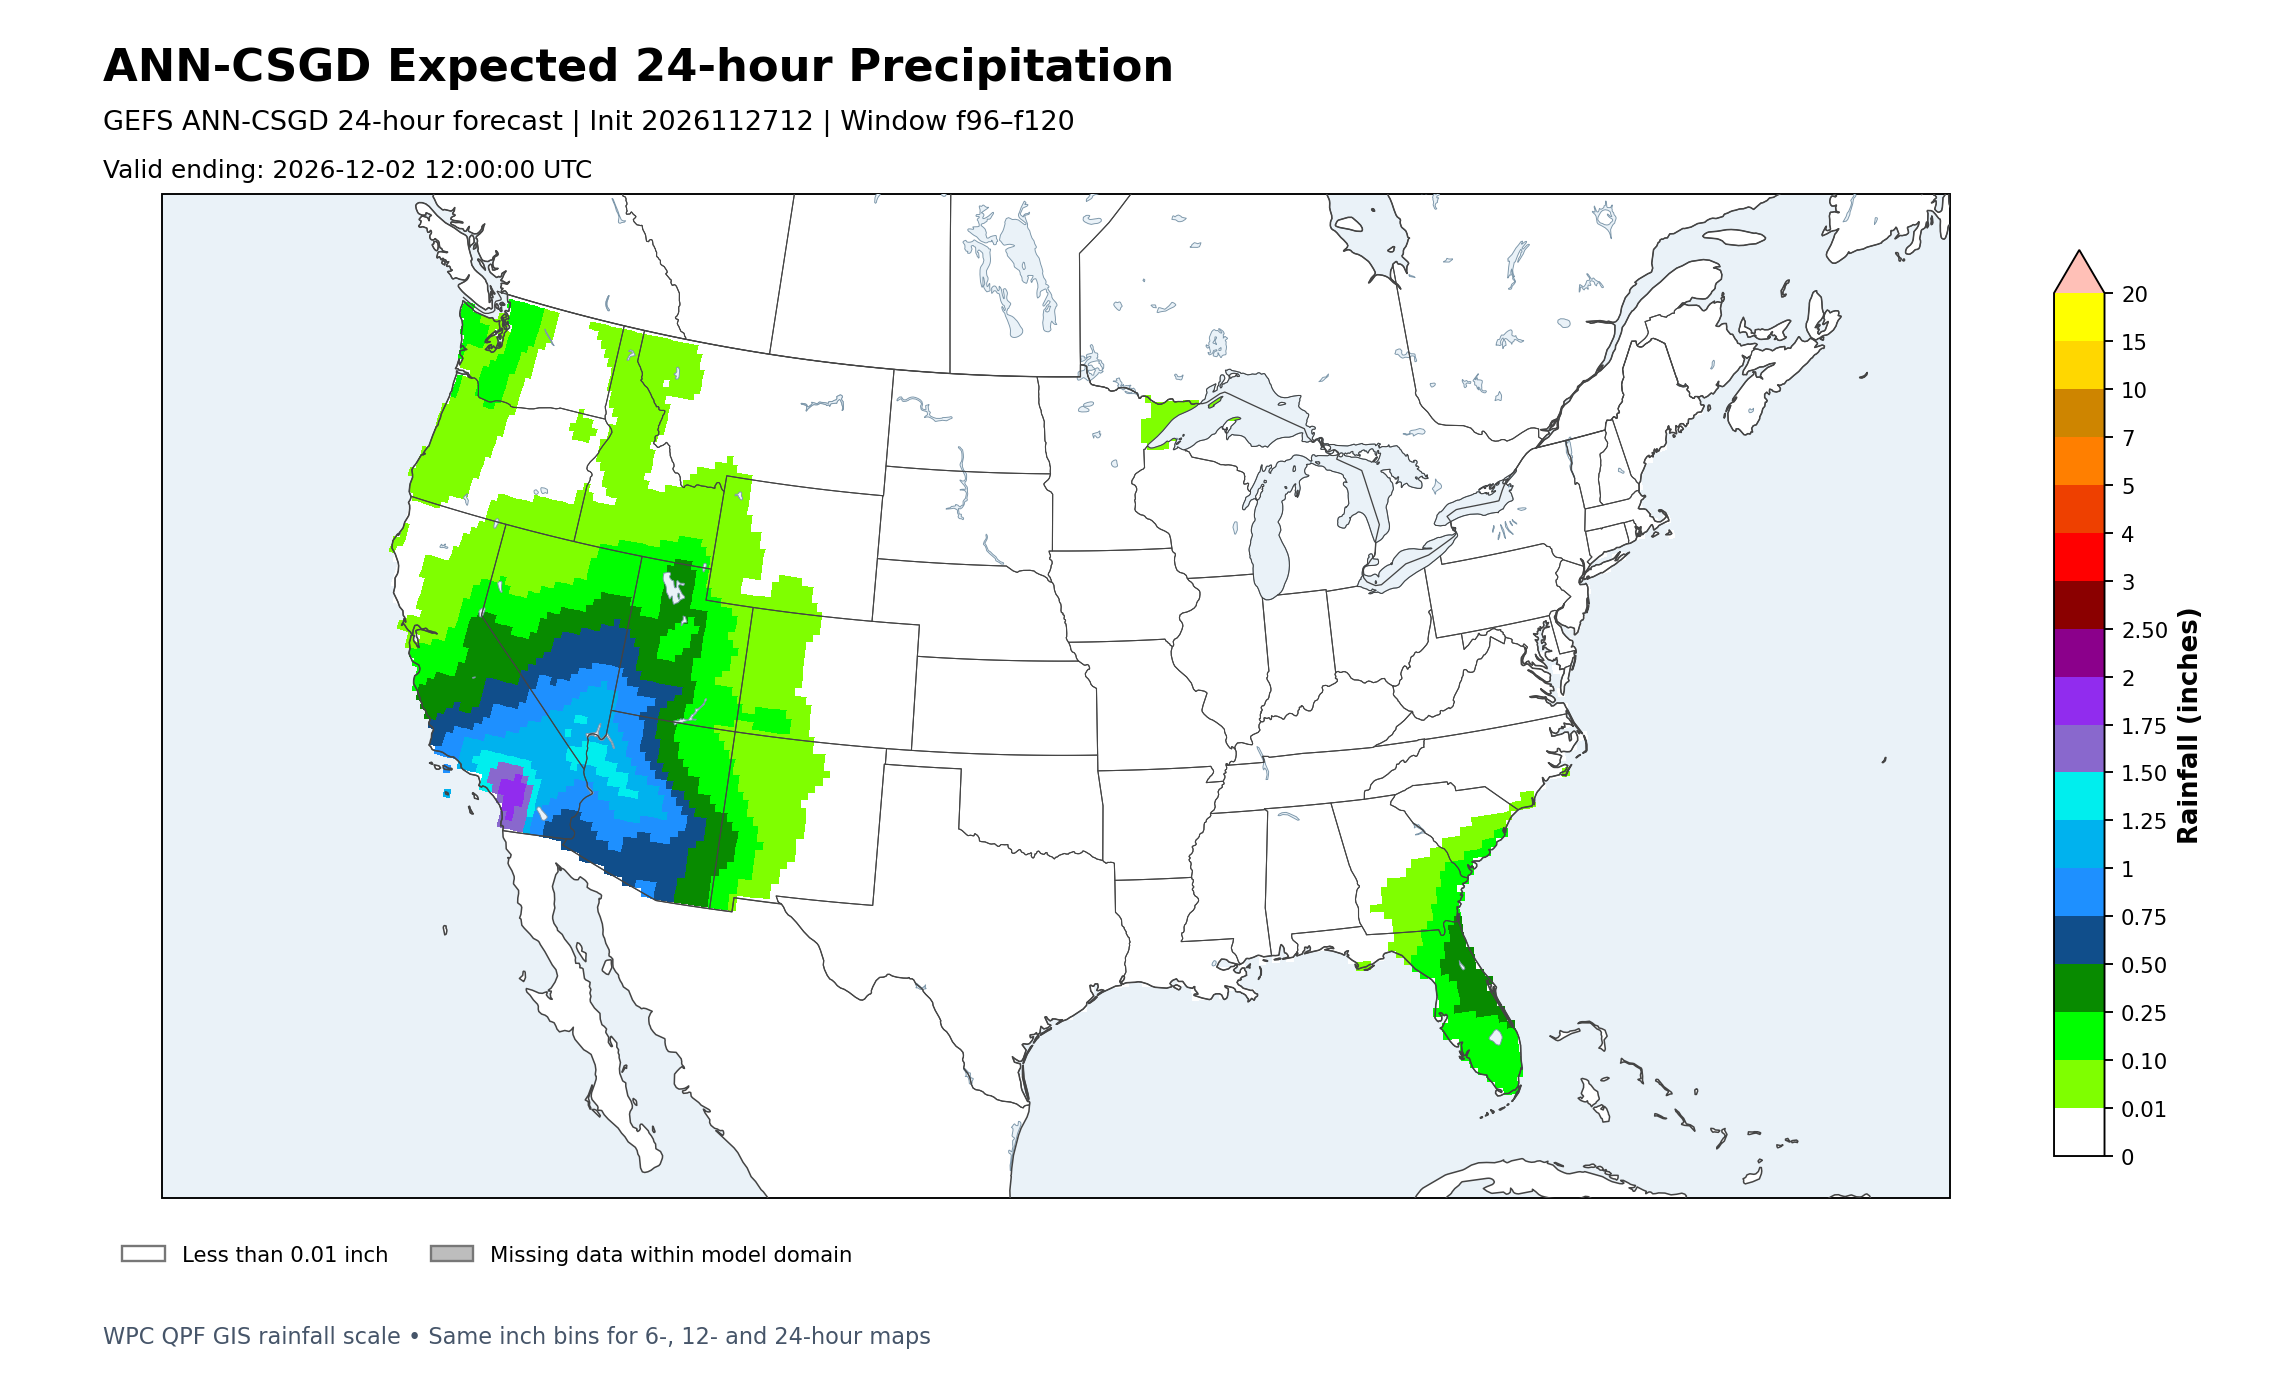 ANN-CSGD Expected 24-hour Precipitation
GEFS ANN-CSGD 24-hour forecast | Init 2026112712 | Window f96–f120
Valid ending: 2026-12-02 12:00:00 UTC
20
15
10
7
5
4
3
2.50
2
1.75
1.50
1.25
1
0.75
0.50
0.25
0.10
0.01
0
Rainfall (inches)
Less than 0.01 inch
Missing data within model domain
WPC QPF GIS rainfall scale • Same inch bins for 6-, 12- and 24-hour maps